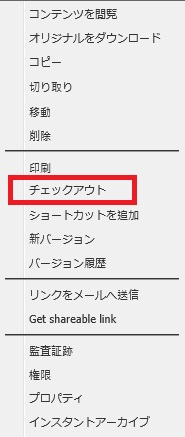 コンテンツを閲覧
オリジナルをダウンロード
コピー
切り取り
移動
削除
印刷
チェックアウト
ショートカットを追加
新バージョン
バージョン履歴
リンクをメールへ送信
Get shareable link
監査証跡
権限
プロパティ
インスタントアーカイブ